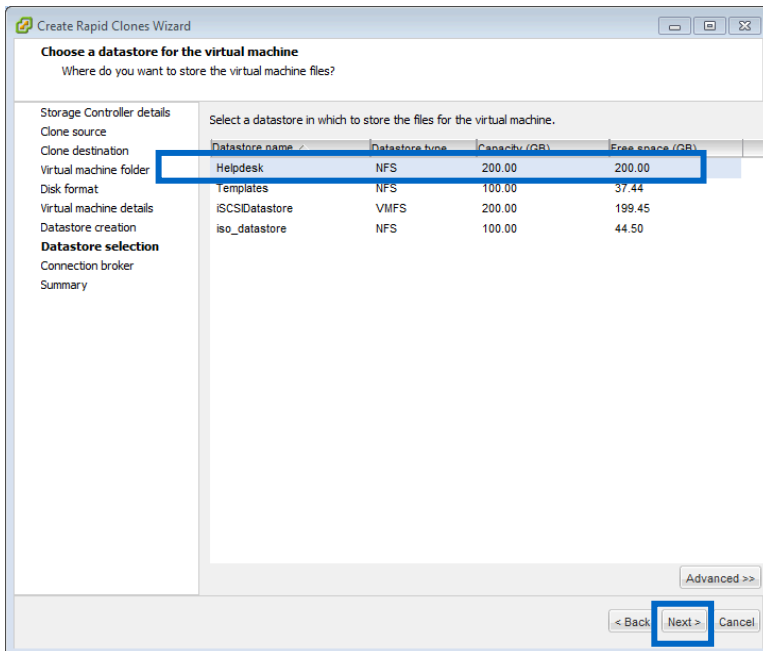 Create Rapid Clones Wizard
Choose a datastore for the virtual machine
Where do you want to store the virtual machine files?
Storage Controller details
Clone source
Clone destination
Virtual machine folder
Disk format
Virtual machine details
Datastore creation
Datastore selection
Connection broker
Summary
Select a datastore in which to store the files for the virtual machine.
Datastore name Datastore type Capacity (GB) Free space (GB)
Helpdesk NFS 200.00 200.00
Templates NFS 100.00 37.44
iSCSIDatastore VMFS 200.00 199.45
iso_datastore NFS 100.00 44.50
Advanced >>
< Back Next > Cancel